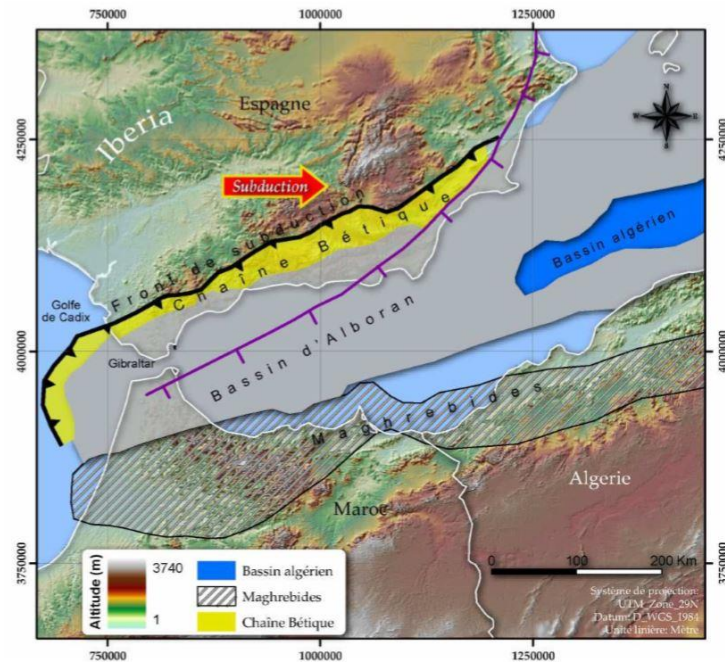 750000 1000000 1250000
Espagne
Iberia
N
W E
S
4250000 4250000
Subduction
Front de subduction
Chaîne Bétique
Bassin algérien
Golfe
de Cadix
Gibraltar
Bassin d'Alboran
4000000 4000000
Maghrebides
Algerie
Maroc
3750000 3750000
Altitude (m)
3740
1
Bassin algérien
Maghrebides
Chaîne Bétique
0 100 200 Km
Système de projection:
UTM_Zone_29N
Datum: D_WGS_1984
Unité linière: Mètre
750000 1000000 1250000